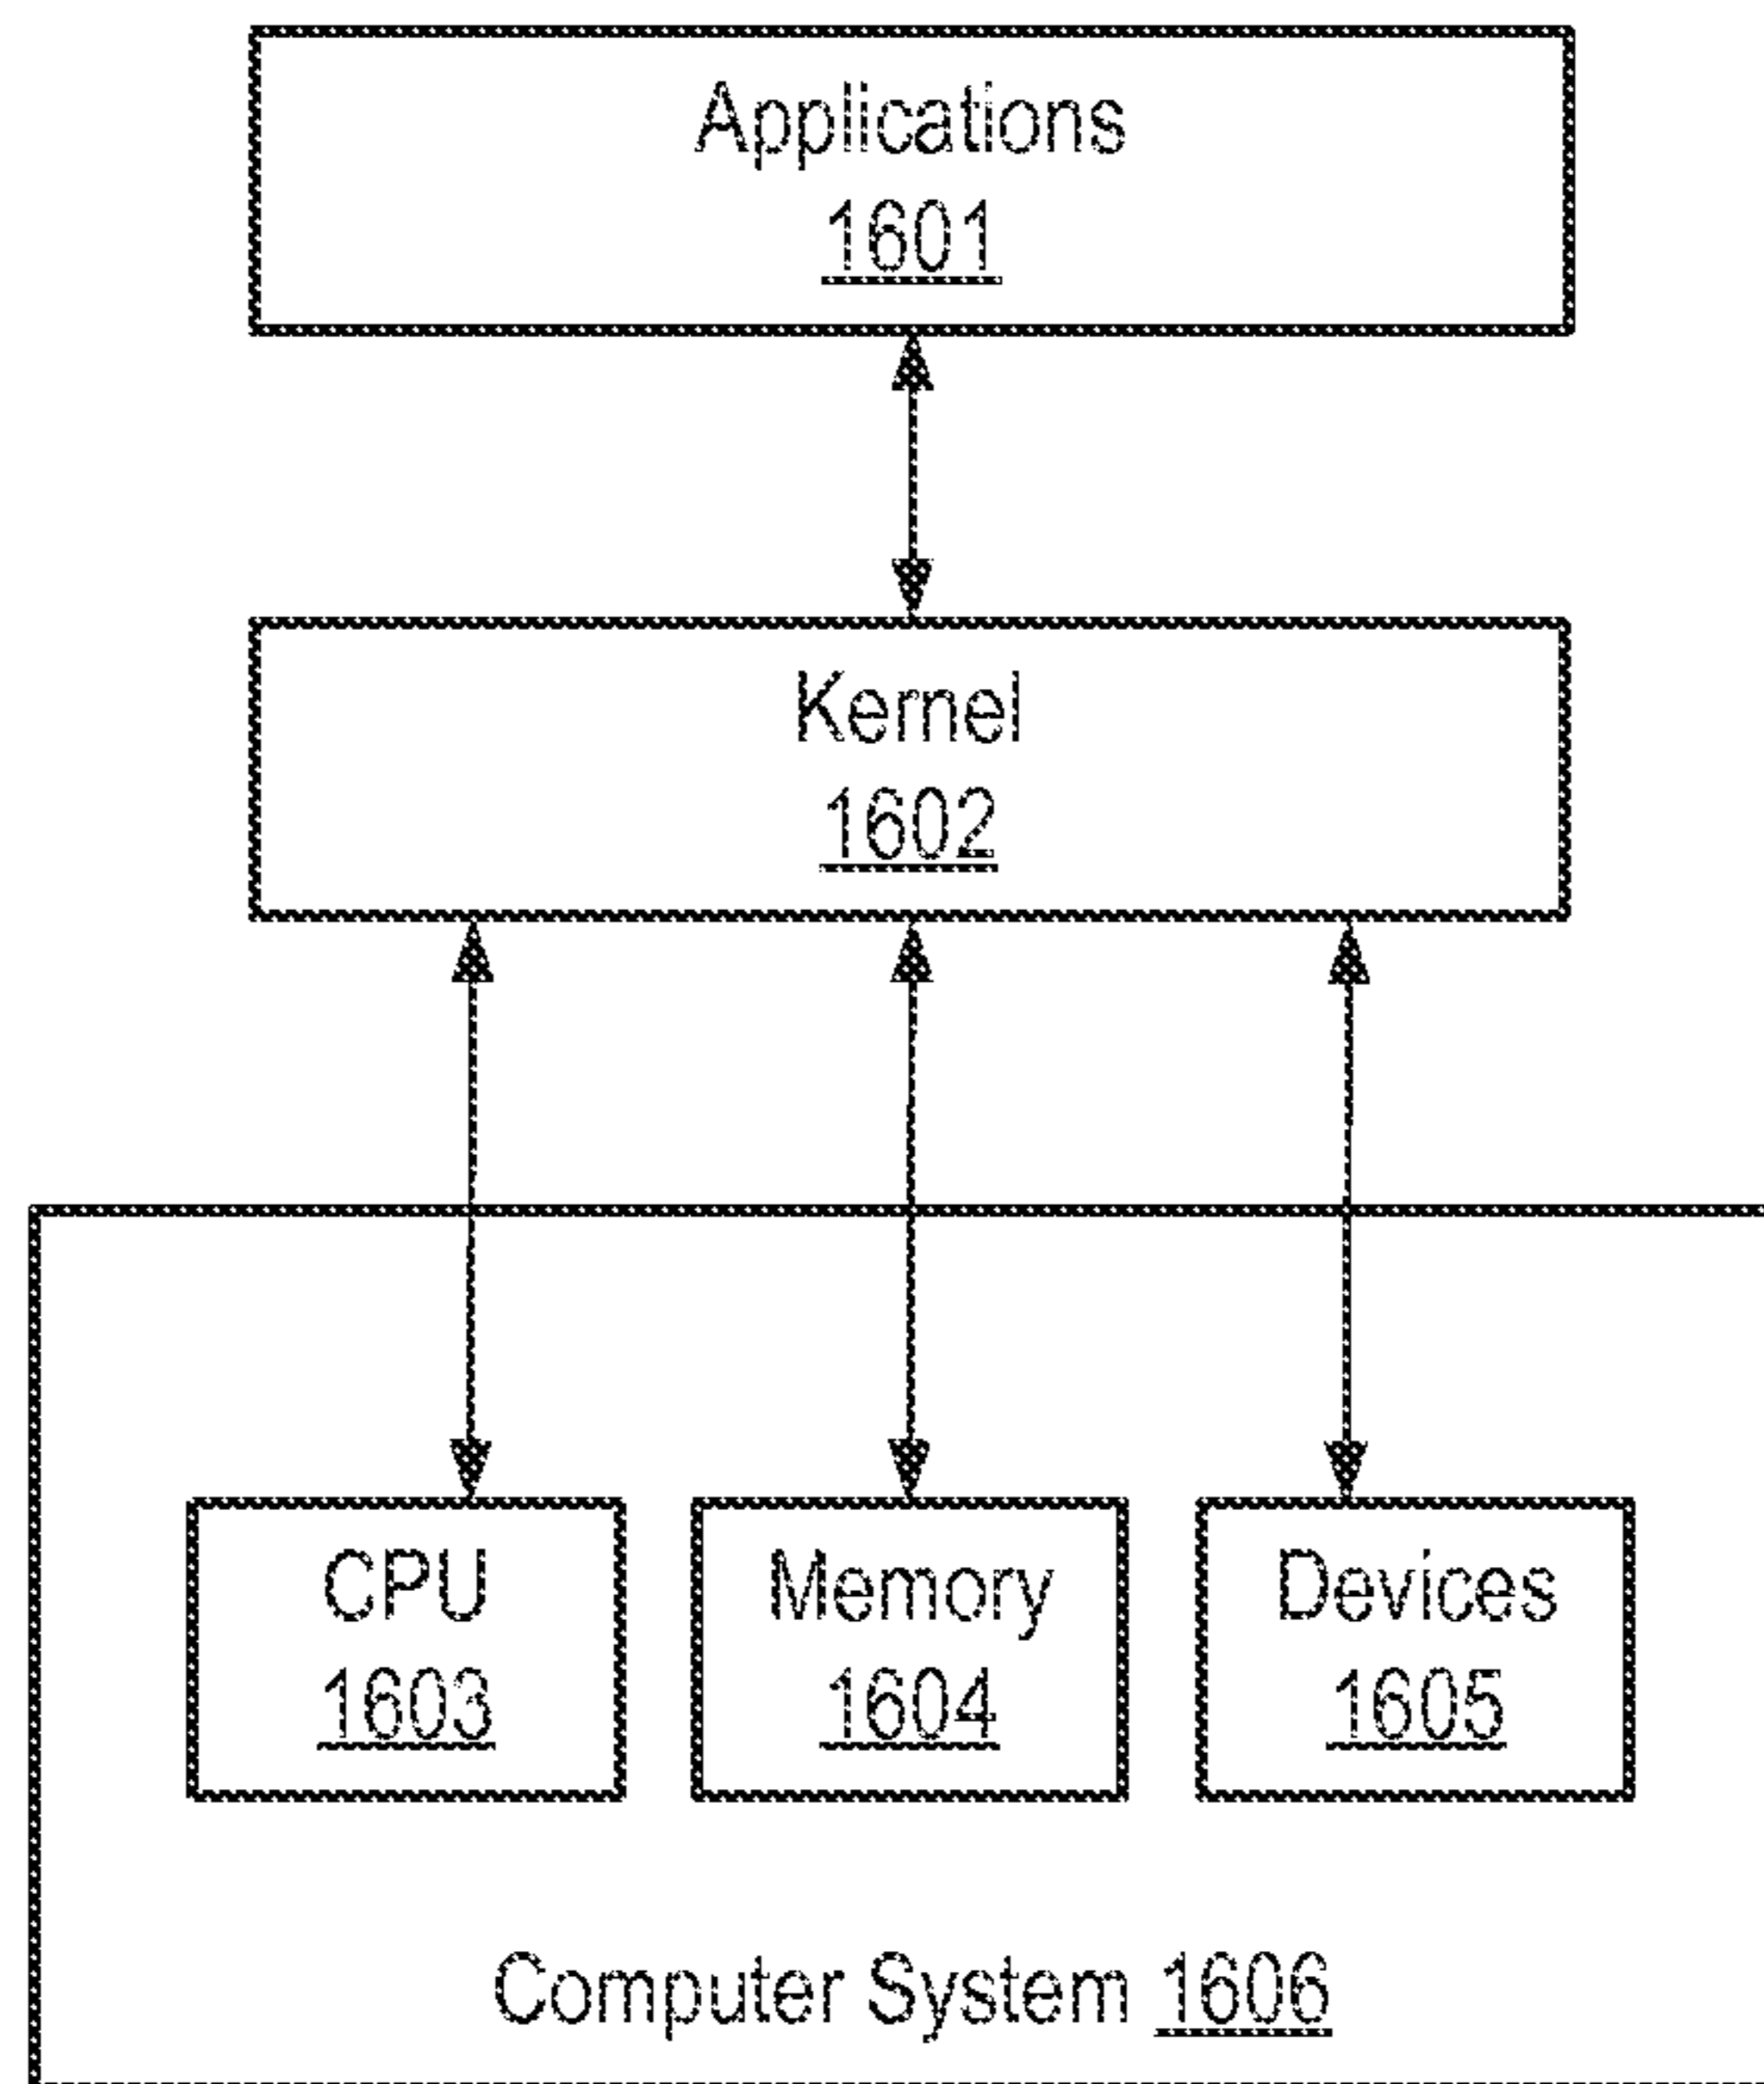 Applications
1601
Kernel
1602
CPU
1603
Memory
1604
Devices
1605
Computer System 1606